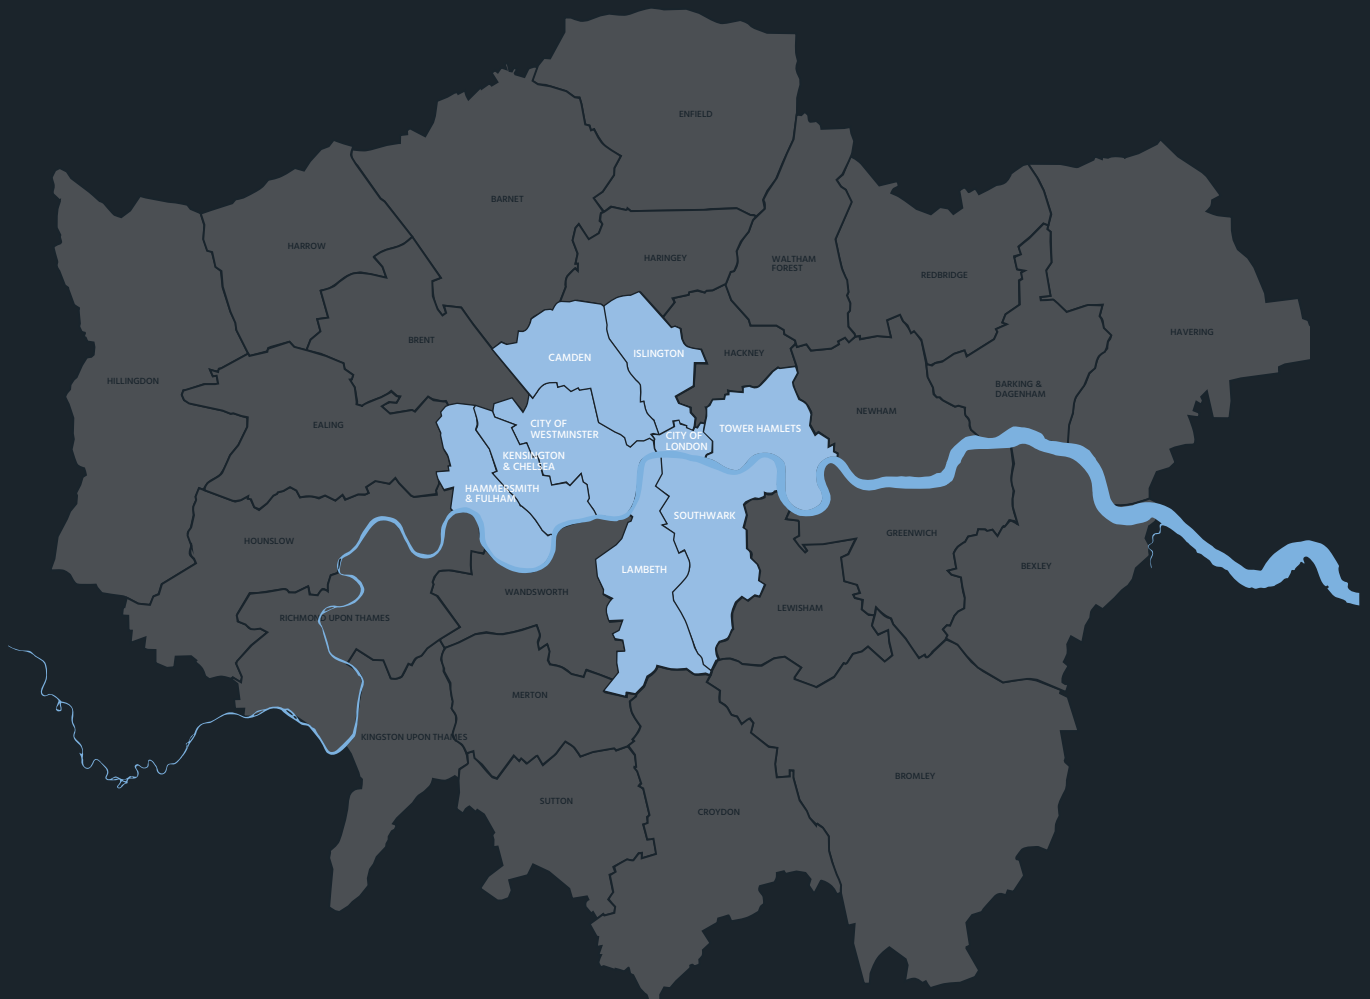 ENFIELD
BARNET
HARROW
HARINGEY
WALTHAM
FOREST
REDBRIDGE
HAVERING
BRENT
CAMDEN
ISLINGTON
HACKNEY
HILLINGDON
BARKING &
DAGENHAM
NEWHAM
EALING
CITY OF
WESTMINSTER
TOWER HAMLETS
CITY OF
LONDON
KENSINGTON
& CHELSEA
HAMMERSMITH
& FULHAM
SOUTHWARK
GREENWICH
HOUNSLOW
BEXLEY
LAMBETH
WANDSWORTH
LEWISHAM
RICHMOND UPON THAMES
MERTON
KINGSTON UPON THAMES
BROMLEY
SUTTON
CROYDON